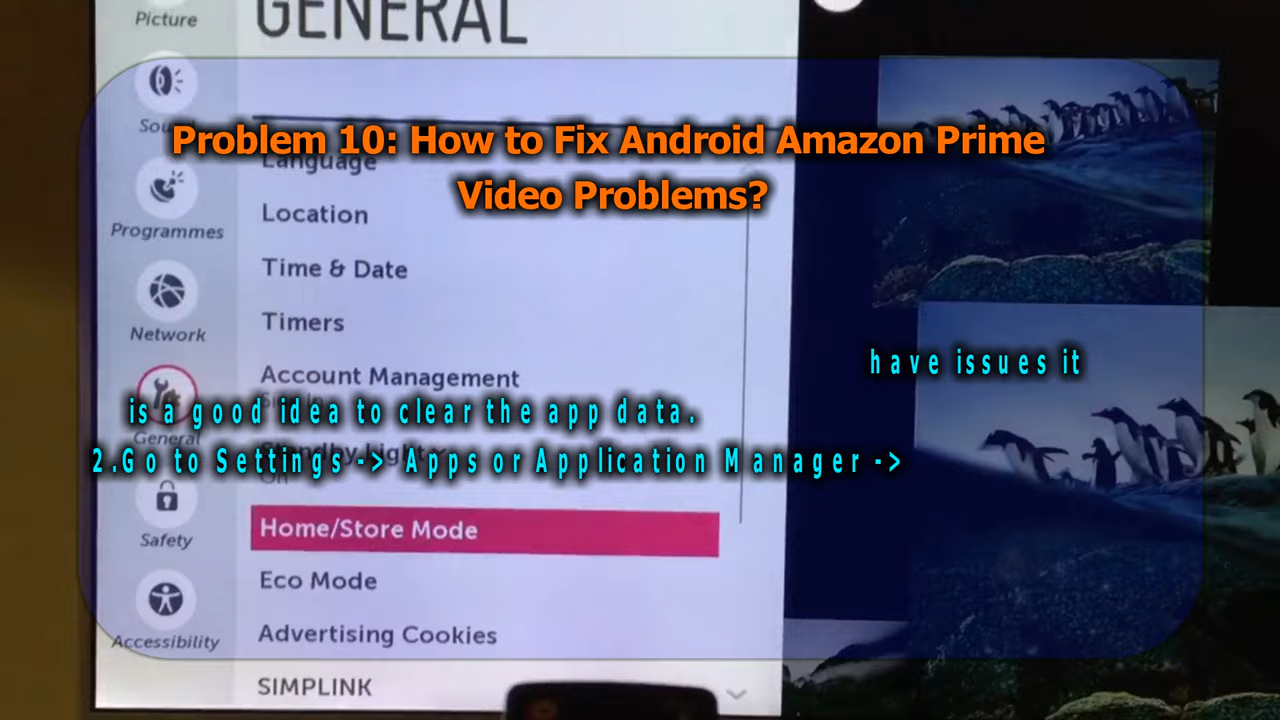 Picture
GENERAL
Problem 10: How to Fix Android Amazon Prime
Video Problems?
Language
Location
Programmes
Time & Date
Timers
Network
have issues it
Account Management
is a good idea to clear the app data.
General
2.Go to Settings -> Apps or Application Manager ->
Home/Store Mode
Safety
Eco Mode
Advertising Cookies
Accessibility
SIMPLINK